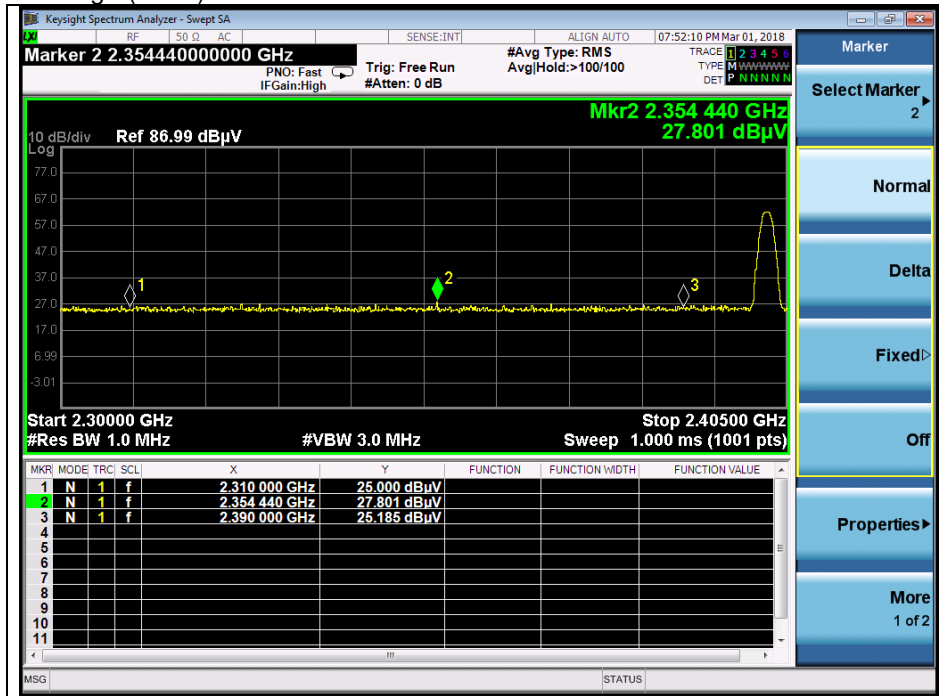 Keysight Spectrum Analyzer - Swept SA
LXI RF 50 Ω AC SENSE:INT ALIGN AUTO 07:52:10 PM Mar 01, 2018
Marker 2 2.354440000000 GHz
PNO: Fast
IFGain:High
Trig: Free Run
#Atten: 0 dB
#Avg Type: RMS
Avg|Hold:>100/100
TRACE 1 2 3 4 5 6
TYPE M W W W W W
DET P N N N N N
Mkr2 2.354 440 GHz
27.801 dBµV
10 dB/div Ref 86.99 dBµV
Log
77.0
67.0
57.0
47.0
37.0
27.0
17.0
6.99
-3.01
1
2
3
Start 2.30000 GHz Stop 2.40500 GHz
#Res BW 1.0 MHz #VBW 3.0 MHz Sweep 1.000 ms (1001 pts)
MKR MODE TRC SCL X Y FUNCTION FUNCTION WIDTH FUNCTION VALUE
1 N 1 f 2.310 000 GHz 25.000 dBµV
2 N 1 f 2.354 440 GHz 27.801 dBµV
3 N 1 f 2.390 000 GHz 25.185 dBµV
4
5
6
7
8
9
10
11
MSG STATUS
Marker
Select Marker
2
Normal
Delta
Fixed
Off
Properties
More
1 of 2